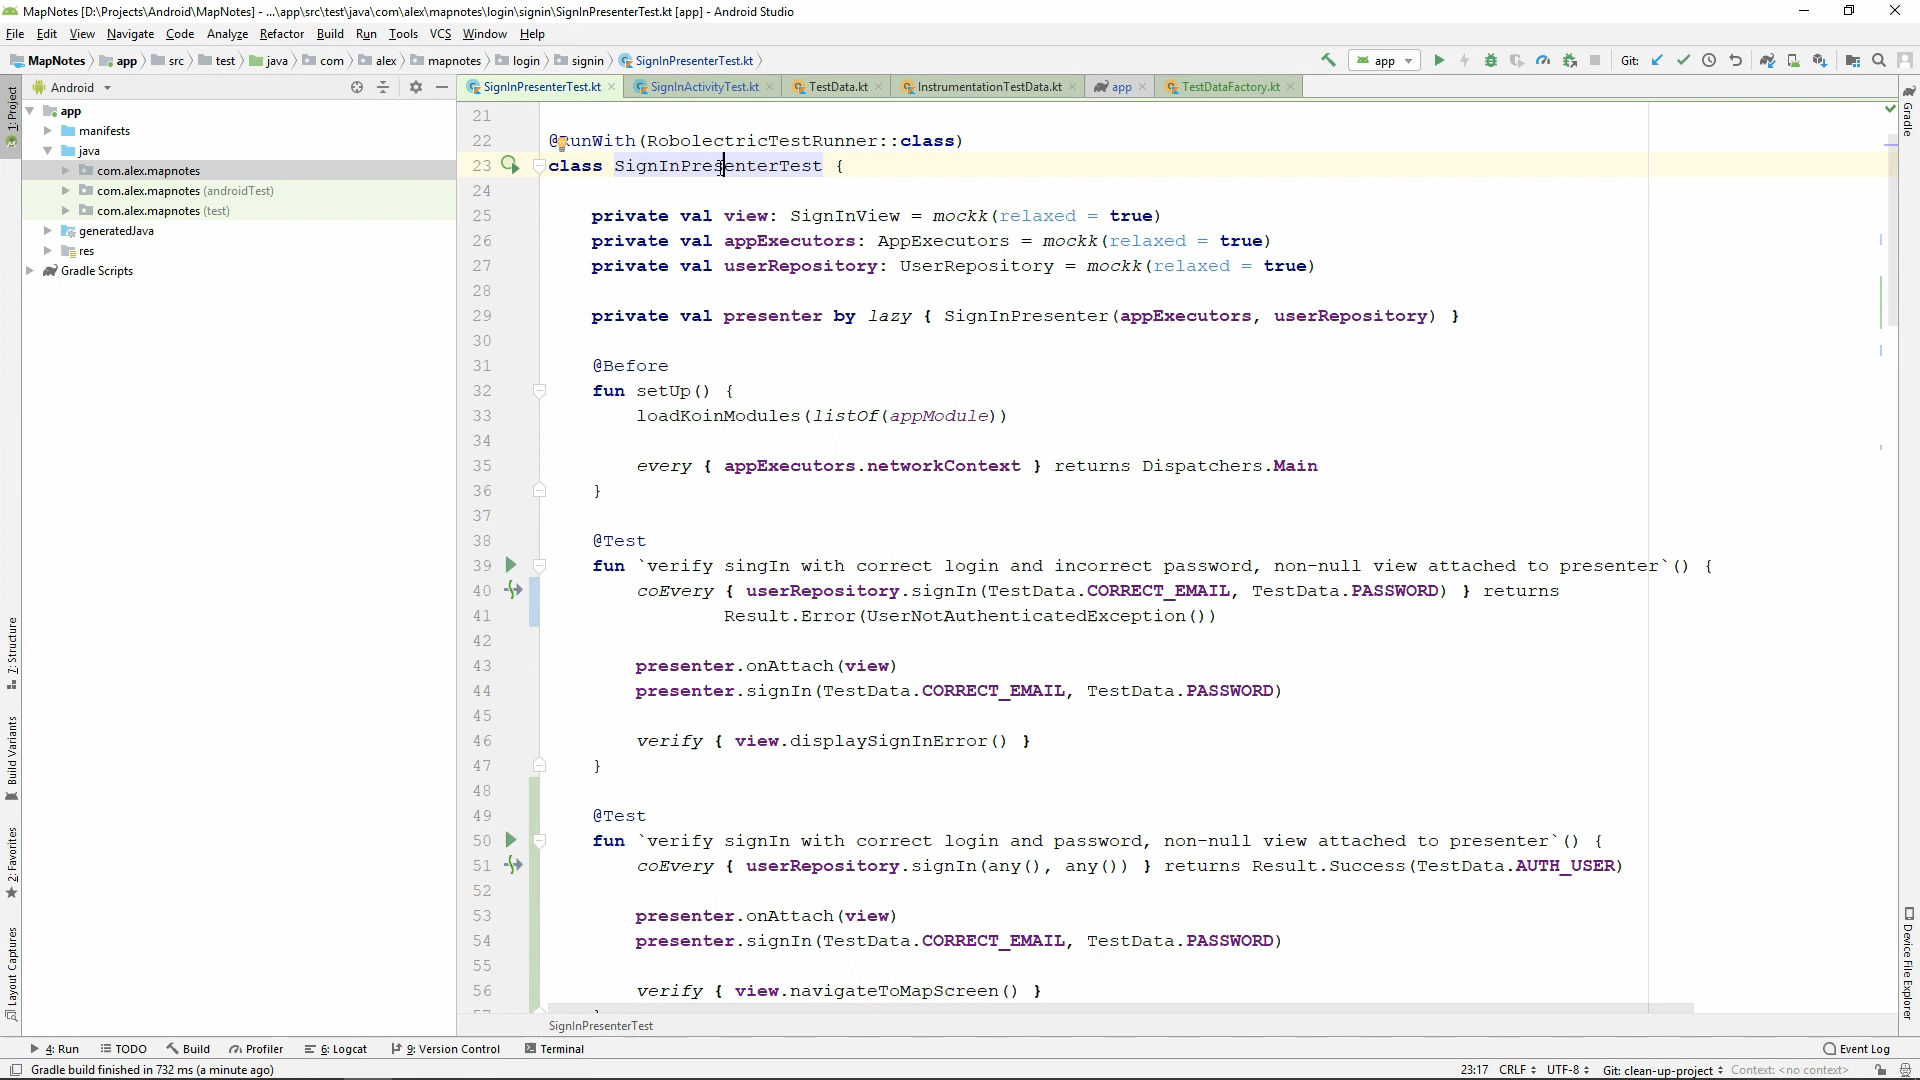 MapNotes [D:\Projects\Android\MapNotes] - ...\app\src\test\java\com\alex\mapnotes\login\signin\SignInPresenterTest.kt [app] - Android Studio
File Edit View Navigate Code Analyze Refactor Build Run Tools VCS Window Help
MapNotes app src test java com alex mapnotes login signin SignInPresenterTest.kt app Git:
Android SignInPresenterTest.kt SignInActivityTest.kt TestData.kt InstrumentationTestData.kt app TestDataFactory.kt
1: Project
7: Structure
Build Variants
2: Favorites
Layout Captures
app
manifests
java
com.alex.mapnotes
com.alex.mapnotes (androidTest)
com.alex.mapnotes (test)
generatedJava
res
Gradle Scripts
21
22 @RunWith(RobolectricTestRunner::class)
23 class SignInPresenterTest {
24
25 private val view: SignInView = mockk(relaxed = true)
26 private val appExecutors: AppExecutors = mockk(relaxed = true)
27 private val userRepository: UserRepository = mockk(relaxed = true)
28
29 private val presenter by lazy { SignInPresenter(appExecutors, userRepository) }
30
31 @Before
32 fun setUp() {
33 loadKoinModules(listOf(appModule))
34
35 every { appExecutors.networkContext } returns Dispatchers.Main
36 }
37
38 @Test
39 fun `verify singIn with correct login and incorrect password, non-null view attached to presenter`() {
40 coEvery { userRepository.signIn(TestData.CORRECT_EMAIL, TestData.PASSWORD) } returns
41 Result.Error(UserNotAuthenticatedException())
42
43 presenter.onAttach(view)
44 presenter.signIn(TestData.CORRECT_EMAIL, TestData.PASSWORD)
45
46 verify { view.displaySignInError() }
47 }
48
49 @Test
50 fun `verify signIn with correct login and password, non-null view attached to presenter`() {
51 coEvery { userRepository.signIn(any(), any()) } returns Result.Success(TestData.AUTH_USER)
52
53 presenter.onAttach(view)
54 presenter.signIn(TestData.CORRECT_EMAIL, TestData.PASSWORD)
55
56 verify { view.navigateToMapScreen() }
SignInPresenterTest
Gradle
Device File Explorer
4: Run TODO Build Profiler 6: Logcat 9: Version Control Terminal Event Log
Gradle build finished in 732 ms (a minute ago) 23:17 CRLF UTF-8 Git: clean-up-project Context: <no context>